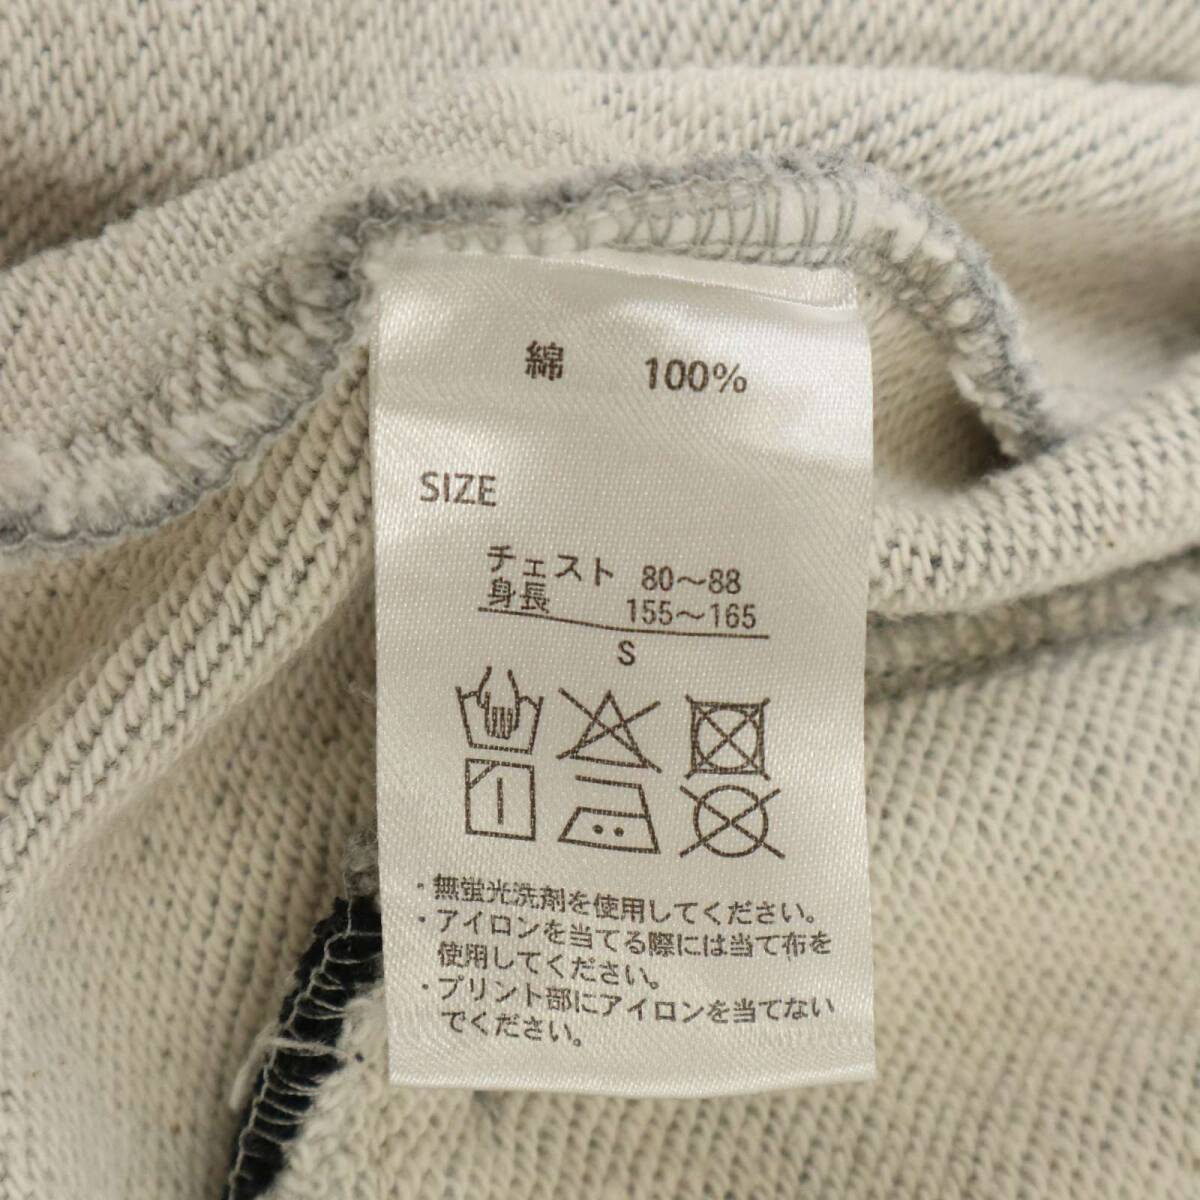 綿 100%
SIZE
チェスト 80〜88
身長 155〜165
S
・無蛍光洗剤を使用してください。
・アイロンを当てる際には当て布を
使用してください。
・プリント部にアイロンを当てない
でください。